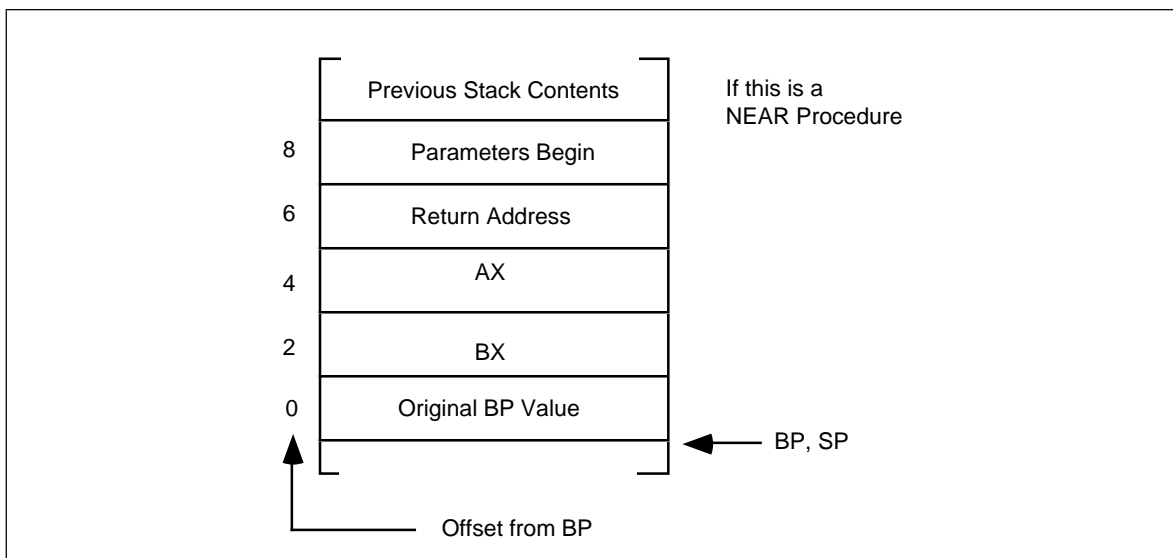 Previous Stack Contents
If this is a
NEAR Procedure
8
Parameters Begin
6
Return Address
4
AX
2
BX
0
Original BP Value
BP, SP
Offset from BP